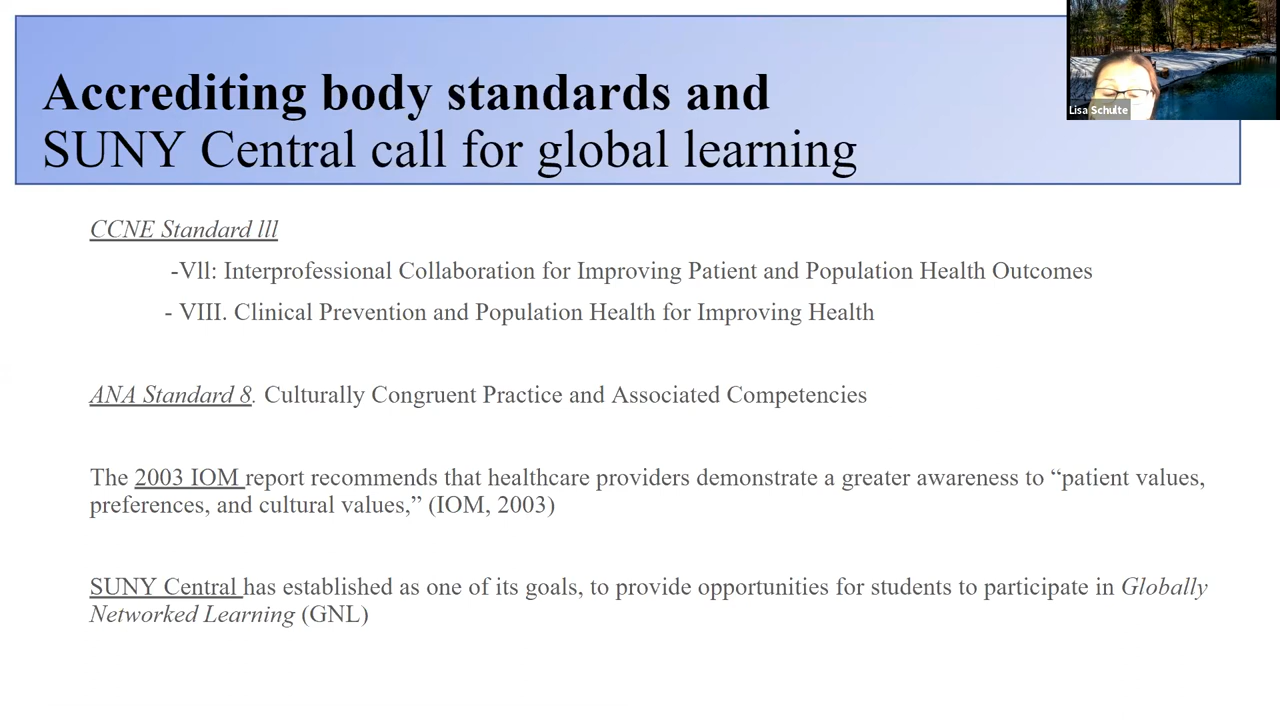 Accrediting body standards and
SUNY Central call for global learning
Lisa Schulte
CCNE Standard lll
-Vll: Interprofessional Collaboration for Improving Patient and Population Health Outcomes
- VIII. Clinical Prevention and Population Health for Improving Health
ANA Standard 8. Culturally Congruent Practice and Associated Competencies
The 2003 IOM report recommends that healthcare providers demonstrate a greater awareness to “patient values,
preferences, and cultural values,” (IOM, 2003)
SUNY Central has established as one of its goals, to provide opportunities for students to participate in Globally
Networked Learning (GNL)